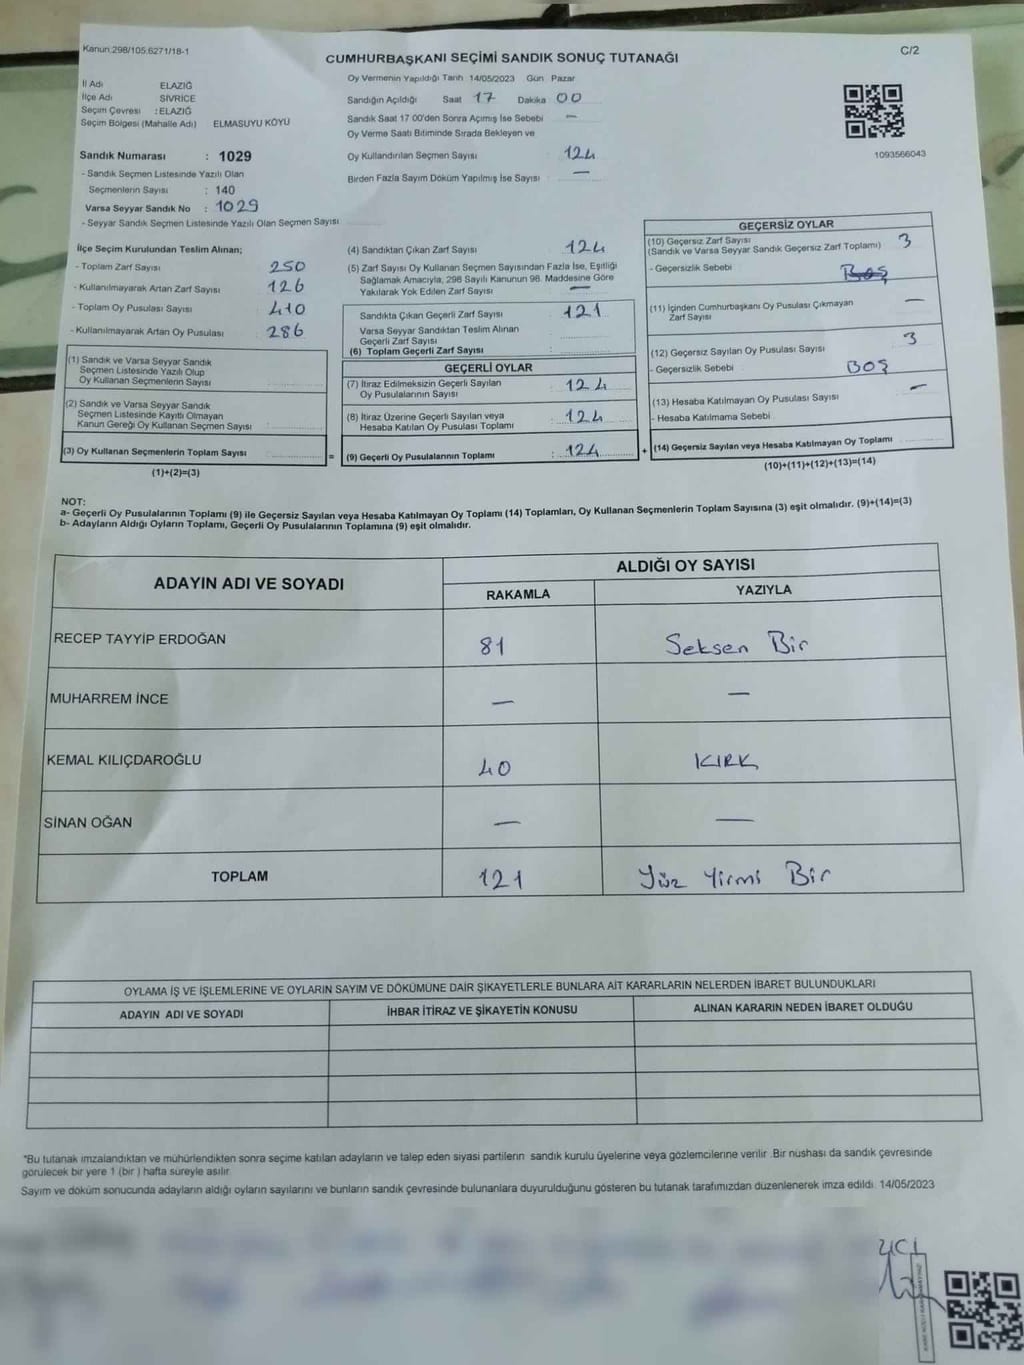 Kanun:298/105,6271/18-1
C/2
CUMHURBAŞKANI SEÇİMİ SANDIK SONUÇ TUTANAĞI
İl Adı ELAZIĞ
İlçe Adı SİVRİCE
Seçim Çevresi : ELAZIĞ
Seçim Bölgesi (Mahalle Adı) ELMASUYU KÖYÜ
Sandık Numarası : 1029
- Sandık Seçmen Listesinde Yazılı Olan
Seçmenlerin Sayısı : 140
Varsa Seyyar Sandık No : 1029
- Seyyar Sandık Seçmen Listesinde Yazılı Olan Seçmen Sayısı
Oy Vermenin Yapıldığı Tarih 14/05/2023 Gün Pazar
Sandığın Açıldığı Saat 17 Dakika 00
Sandık Saat 17 00'den Sonra Açımış İse Sebebi —
Oy Verme Saati Bitiminde Sırada Bekleyen ve
Oy Kullandırılan Seçmen Sayısı 124
Birden Fazla Sayım Döküm Yapılmış İse Sayısı : —
1093566043
İlçe Seçim Kurulundan Teslim Alınan;
- Toplam Zarf Sayısı 250
- Kullanılmayarak Artan Zarf Sayısı 126
- Toplam Oy Pusulası Sayısı 410
- Kullanılmayarak Artan Oy Pusulası 286
(1) Sandık ve Varsa Seyyar Sandık
Seçmen Listesinde Yazılı Olup
Oy Kullanan Seçmenlerin Sayısı
(2) Sandık ve Varsa Seyyar Sandık
Seçmen Listesinde Kayıtlı Olmayan
Kanun Gereği Oy Kullanan Seçmen Sayısı
(3) Oy Kullanan Seçmenlerin Toplam Sayısı
(1)+(2)=(3)
=
(4) Sandıktan Çıkan Zarf Sayısı 124
(5) Zarf Sayısı Oy Kullanan Seçmen Sayısından Fazla İse, Eşitliği
Sağlamak Amacıyla, 298 Sayılı Kanunun 98. Maddesine Göre
Yakılarak Yok Edilen Zarf Sayısı —
Sandıkta Çıkan Geçerli Zarf Sayısı : 121
Varsa Seyyar Sandıktan Teslim Alınan
Geçerli Zarf Sayısı
(6) Toplam Geçerli Zarf Sayısı :
GEÇERLİ OYLAR
(7) İtiraz Edilmeksizin Geçerli Sayılan
Oy Pusulalarının Sayısı : 124
(8) İtiraz Üzerine Geçerli Sayılan veya
Hesaba Katılan Oy Pusulası Toplamı : 124
(9) Geçerli Oy Pusulalarının Toplamı : 124
+
GEÇERSİZ OYLAR
(10) Geçersiz Zarf Sayısı
(Sandık ve Varsa Seyyar Sandık Geçersiz Zarf Toplamı) 3
- Geçersizlik Sebebi Boş
(11) İçinden Cumhurbaşkanı Oy Pusulası Çıkmayan
Zarf Sayısı —
(12) Geçersiz Sayılan Oy Pusulası Sayısı 3
- Geçersizlik Sebebi BOŞ
(13) Hesaba Katılmayan Oy Pusulası Sayısı —
- Hesaba Katılmama Sebebi
(14) Geçersiz Sayılan veya Hesaba Katılmayan Oy Toplamı
(10)+(11)+(12)+(13)=(14)
NOT:
a- Geçerli Oy Pusulalarının Toplamı (9) ile Geçersiz Sayılan veya Hesaba Katılmayan Oy Toplamı (14) Toplamları, Oy Kullanan Seçmenlerin Toplam Sayısına (3) eşit olmalıdır. (9)+(14)=(3)
b- Adayların Aldığı Oyların Toplamı, Geçerli Oy Pusulalarının Toplamına (9) eşit olmalıdır.
ADAYIN ADI VE SOYADI
ALDIĞI OY SAYISI
RAKAMLA YAZIYLA
RECEP TAYYİP ERDOĞAN 81 Seksen Bir
MUHARREM İNCE — —
KEMAL KILIÇDAROĞLU 40 KIRK
SİNAN OĞAN — —
TOPLAM 121 Yüz Yirmi Bir
OYLAMA İŞ VE İŞLEMLERİNE VE OYLARIN SAYIM VE DÖKÜMÜNE DAİR ŞİKAYETLERLE BUNLARA AİT KARARLARIN NELERDEN İBARET BULUNDUKLARI
ADAYIN ADI VE SOYADI İHBAR İTİRAZ VE ŞİKAYETİN KONUSU ALINAN KARARIN NEDEN İBARET OLDUĞU
"Bu tutanak imzalandıktan ve mühürlendikten sonra seçime katılan adayların ve talep eden siyasi partilerin sandık kurulu üyelerine veya gözlemcilerine verilir .Bir nüshası da sandık çevresinde
görülecek bir yere 1 (bir ) hafta süreyle asılır.
Sayım ve döküm sonucunda adayların aldığı oyların sayılarını ve bunların sandık çevresinde bulunanlara duyurulduğunu gösteren bu tutanak tarafımızdan düzenlenerek imza edildi. 14/05/2023